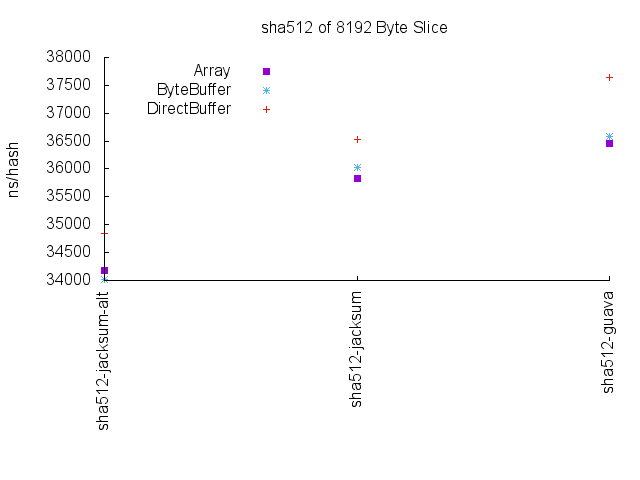 sha512 of 8192 Byte Slice
ns/hash
38000
37500
37000
36500
36000
35500
35000
34500
34000
Array
ByteBuffer
DirectBuffer
sha512-jacksum-alt
sha512-jacksum
sha512-guava